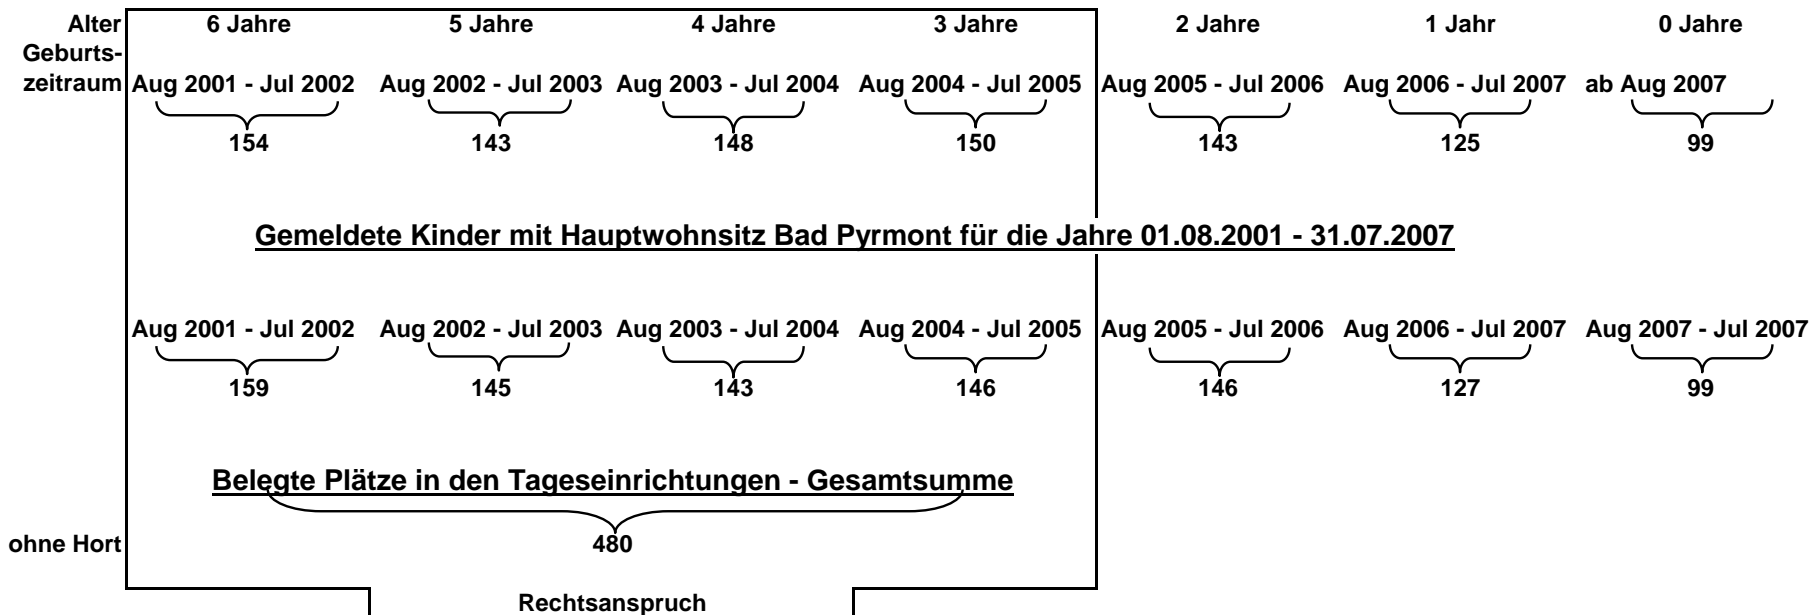 Alter 6 Jahre 5 Jahre 4 Jahre 3 Jahre 2 Jahre 1 Jahr 0 Jahre
Geburts-
zeitraum Aug 2001 - Jul 2002 Aug 2002 - Jul 2003 Aug 2003 - Jul 2004 Aug 2004 - Jul 2005 Aug 2005 - Jul 2006 Aug 2006 - Jul 2007 ab Aug 2007
154 143 148 150 143 125 99
Gemeldete Kinder mit Hauptwohnsitz Bad Pyrmont für die Jahre 01.08.2001 - 31.07.2007
Aug 2001 - Jul 2002 Aug 2002 - Jul 2003 Aug 2003 - Jul 2004 Aug 2004 - Jul 2005 Aug 2005 - Jul 2006 Aug 2006 - Jul 2007 Aug 2007 - Jul 2007
159 145 143 146 146 127 99
Belegte Plätze in den Tageseinrichtungen - Gesamtsumme
ohne Hort 480
Rechtsanspruch